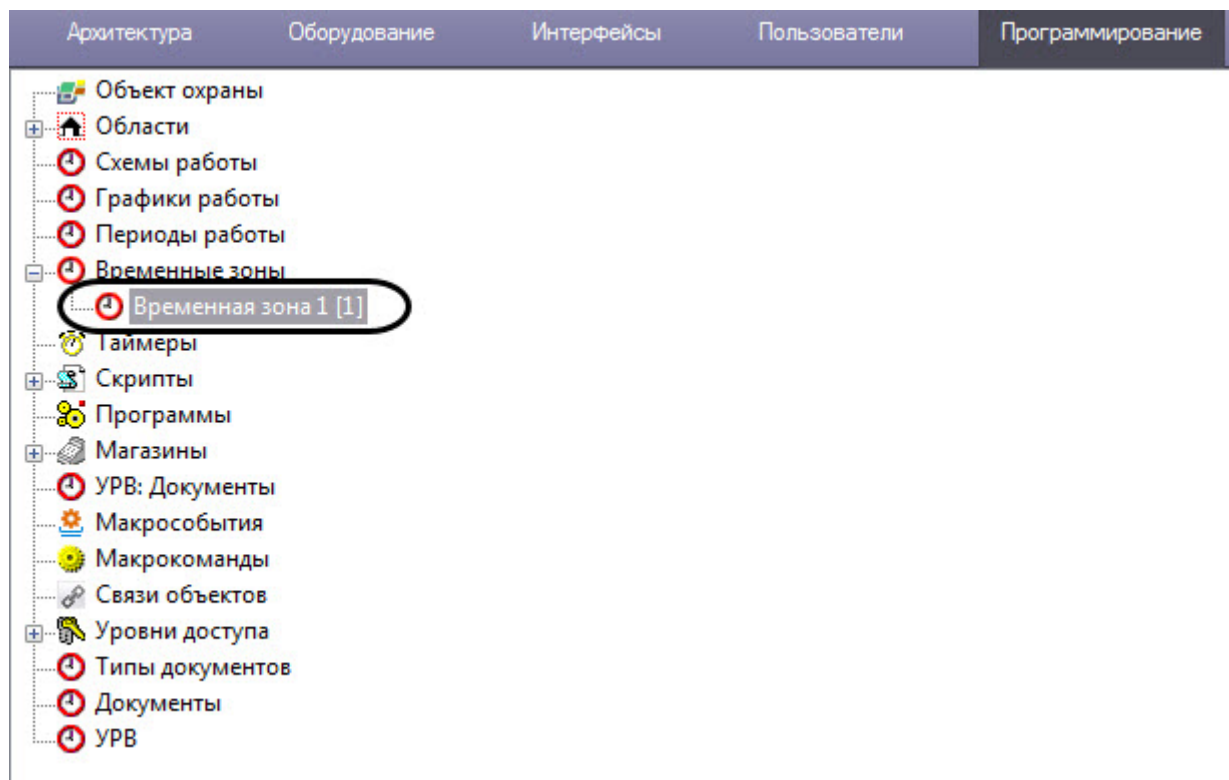 Архитектура Оборудование Интерфейсы Пользователи Программирование
Объект охраны
Области
Схемы работы
Графики работы
Периоды работы
Временные зоны
Временная зона 1 [1]
Таймеры
Скрипты
Программы
Магазины
УРВ: Документы
Макрособытия
Макрокоманды
Связи объектов
Уровни доступа
Типы документов
Документы
УРВ